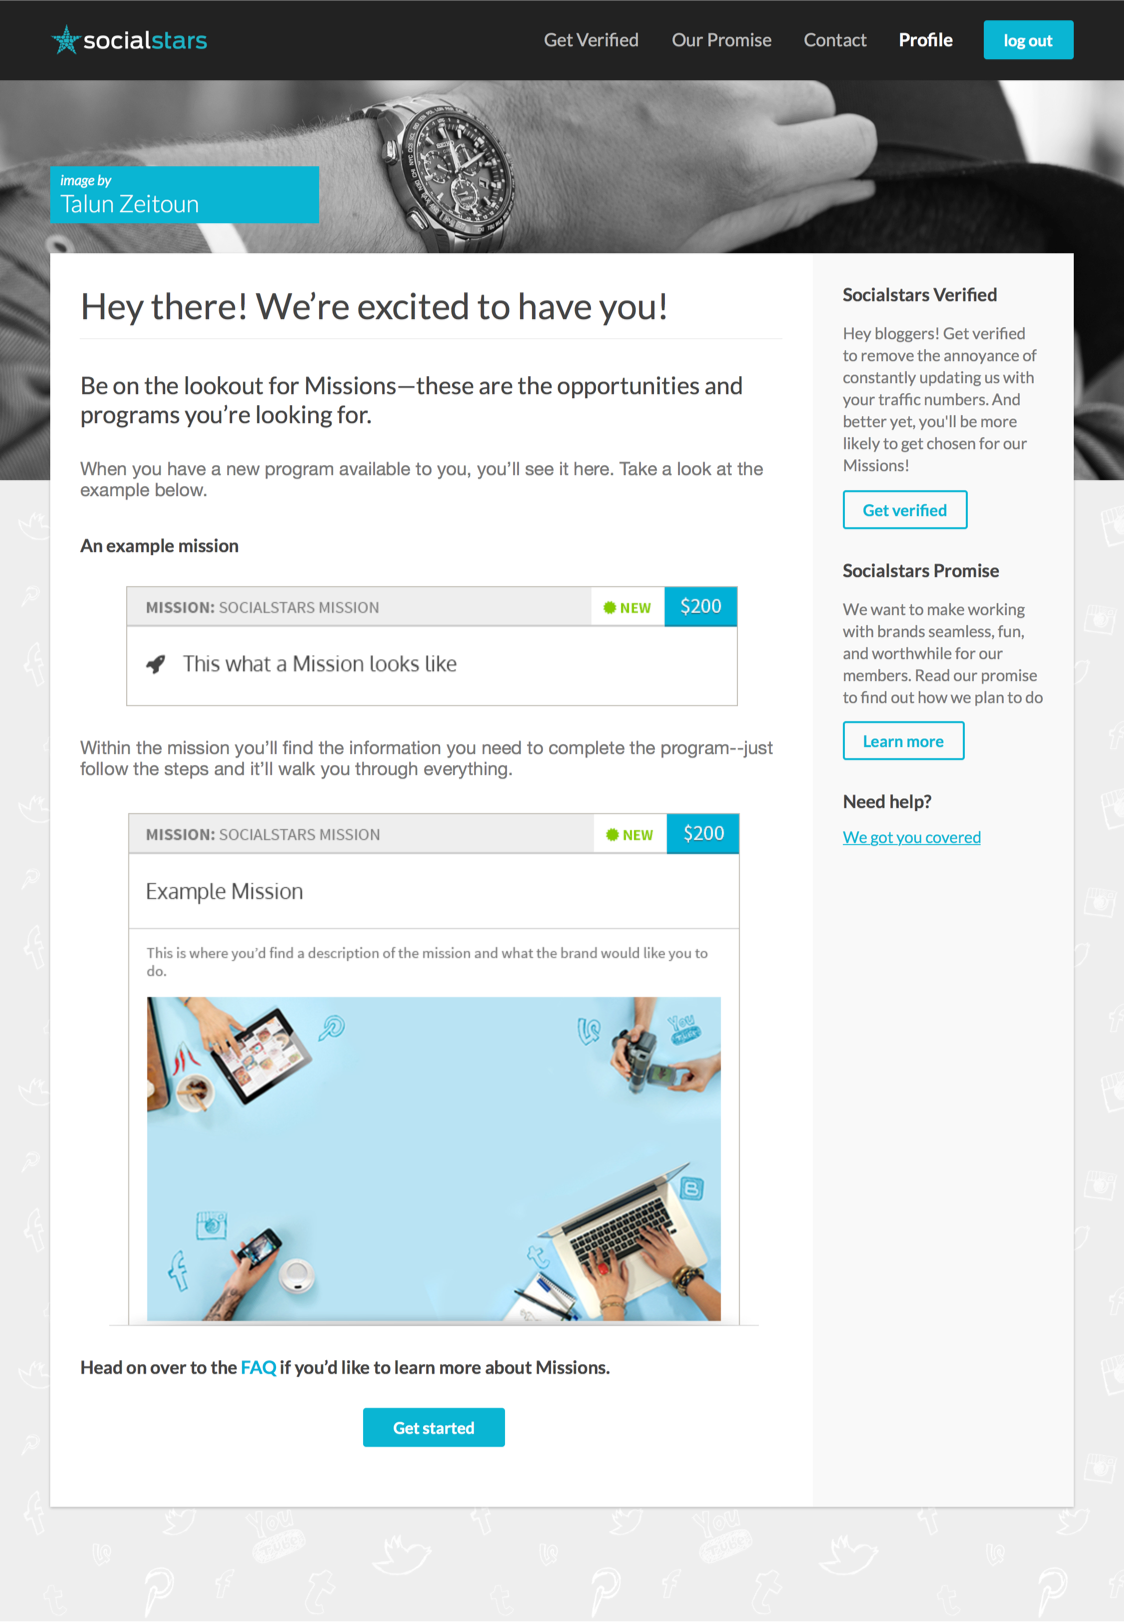 socialstars
Get Verified
Our Promise
Contact
Profile
log out
image by
Talun Zeitoun
SEIKO
Hey there! We’re excited to have you!
Be on the lookout for Missions—these are the opportunities and
programs you’re looking for.
When you have a new program available to you, you’ll see it here. Take a look at the
example below.
An example mission
MISSION: SOCIALSTARS MISSION
NEW
$200
This what a Mission looks like
Within the mission you’ll find the information you need to complete the program--just
follow the steps and it’ll walk you through everything.
MISSION: SOCIALSTARS MISSION
NEW
$200
Example Mission
This is where you’d find a description of the mission and what the brand would like you to
do.
You
Head on over to the FAQ if you’d like to learn more about Missions.
Get started
Socialstars Verified
Hey bloggers! Get verified
to remove the annoyance of
constantly updating us with
your traffic numbers. And
better yet, you'll be more
likely to get chosen for our
Missions!
Get verified
Socialstars Promise
We want to make working
with brands seamless, fun,
and worthwhile for our
members. Read our promise
to find out how we plan to do
Learn more
Need help?
We got you covered